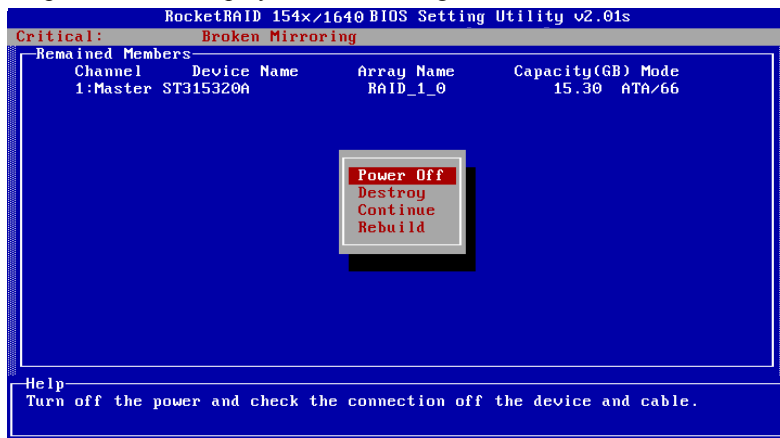 RocketRAID 154x/1640 BIOS Setting Utility v2.01s
Critical: Broken Mirroring
Remained Members
Channel Device Name Array Name Capacity(GB) Mode
1:Master ST315320A RAID_1_0 15.30 ATA/66
Power Off
Destroy
Continue
Rebuild
Help
Turn off the power and check the connection off the device and cable.